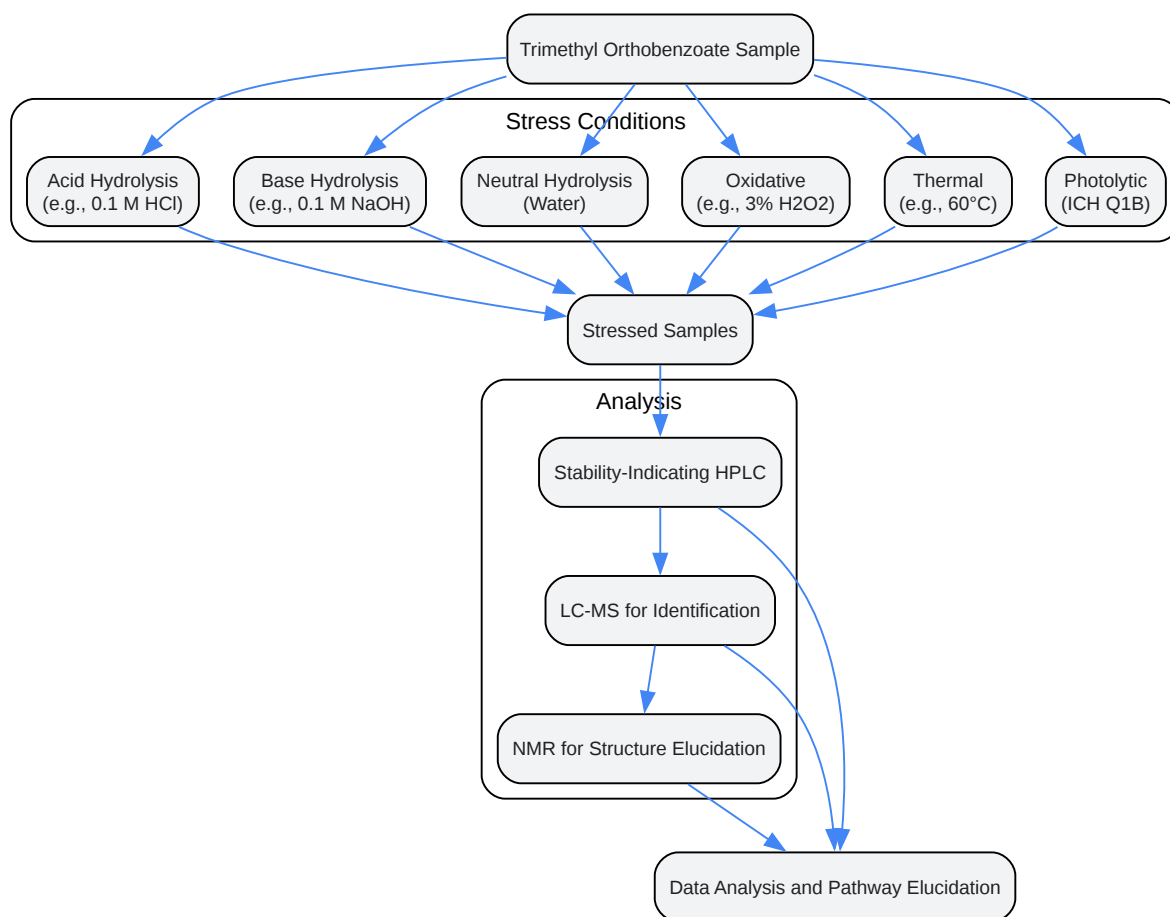 Trimethyl Orthobenzoate Sample
Stress Conditions
Acid Hydrolysis
(e.g., 0.1 M HCl)
Base Hydrolysis
(e.g., 0.1 M NaOH)
Neutral Hydrolysis
(Water)
Oxidative
(e.g., 3% H2O2)
Thermal
(e.g., 60°C)
Photolytic
(ICH Q1B)
Stressed Samples
Analysis
Stability-Indicating HPLC
LC-MS for Identification
NMR for Structure Elucidation
Data Analysis and Pathway Elucidation